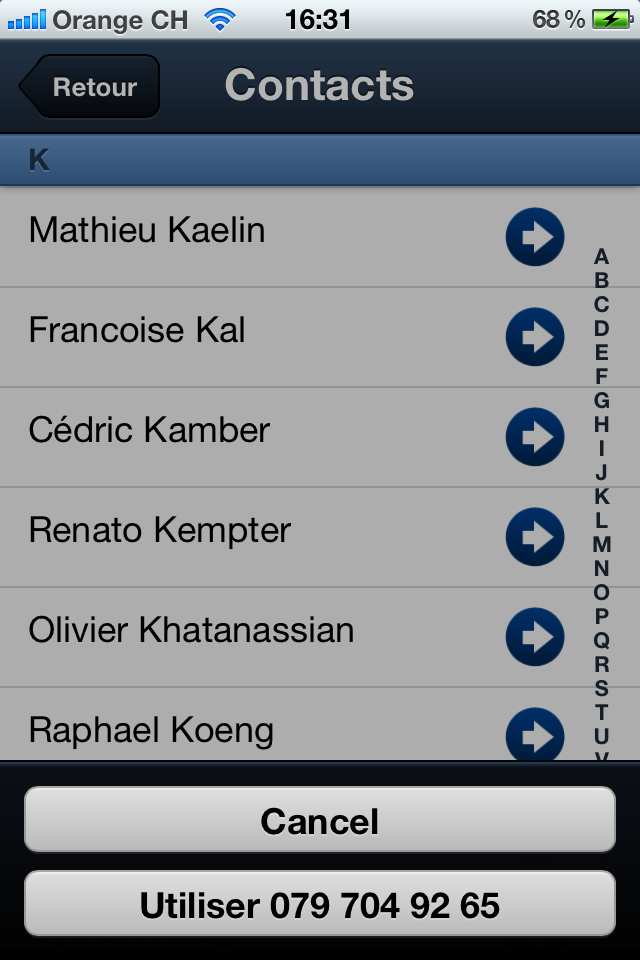 Orange CH 16:31 68 %
Retour Contacts
K
Mathieu Kaelin
Francoise Kal
Cédric Kamber
Renato Kempter
Olivier Khatanassian
Raphael Koeng
A
B
C
D
E
F
G
H
I
J
K
L
M
N
O
P
Q
R
S
T
U
V
Cancel
Utiliser 079 704 92 65